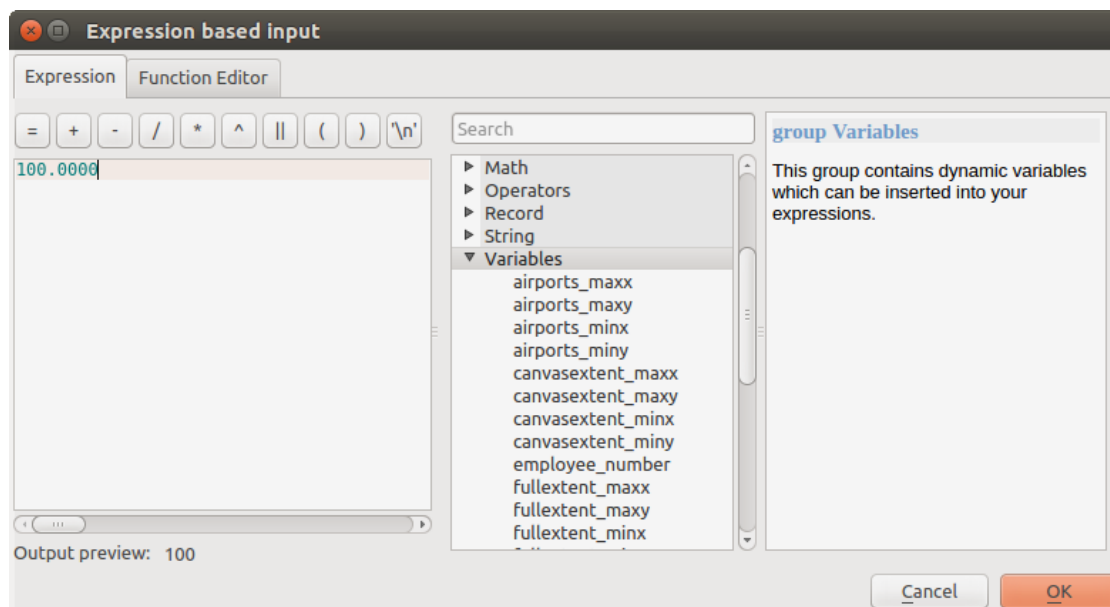 Expression based input
Expression Function Editor
= + - / * ^ || ( ) '\n'
100.0000
Output preview: 100
Search
Math
Operators
Record
String
Variables
airports_maxx
airports_maxy
airports_minx
airports_miny
canvasextent_maxx
canvasextent_maxy
canvasextent_minx
canvasextent_miny
employee_number
fullextent_maxx
fullextent_maxy
fullextent_minx
group Variables
This group contains dynamic variables
which can be inserted into your
expressions.
Cancel OK